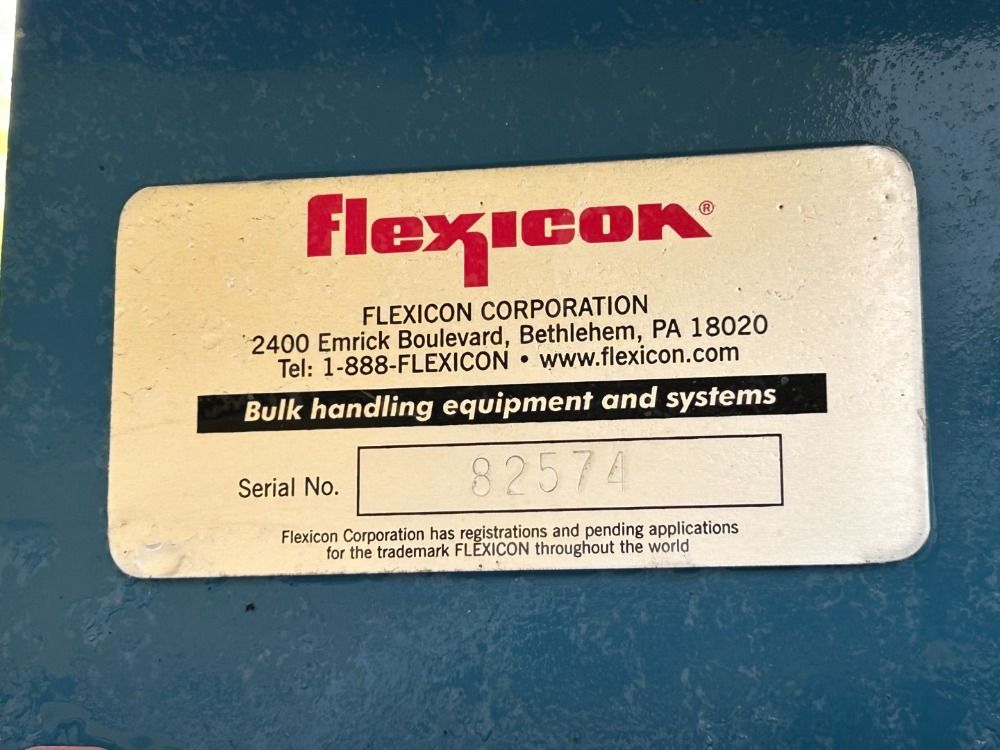 flexicon®
FLEXICON CORPORATION
2400 Emrick Boulevard, Bethlehem, PA 18020
Tel: 1-888-FLEXICON • www.flexicon.com
Bulk handling equipment and systems
Serial No. 82574
Flexicon Corporation has registrations and pending applications
for the trademark FLEXICON throughout the world